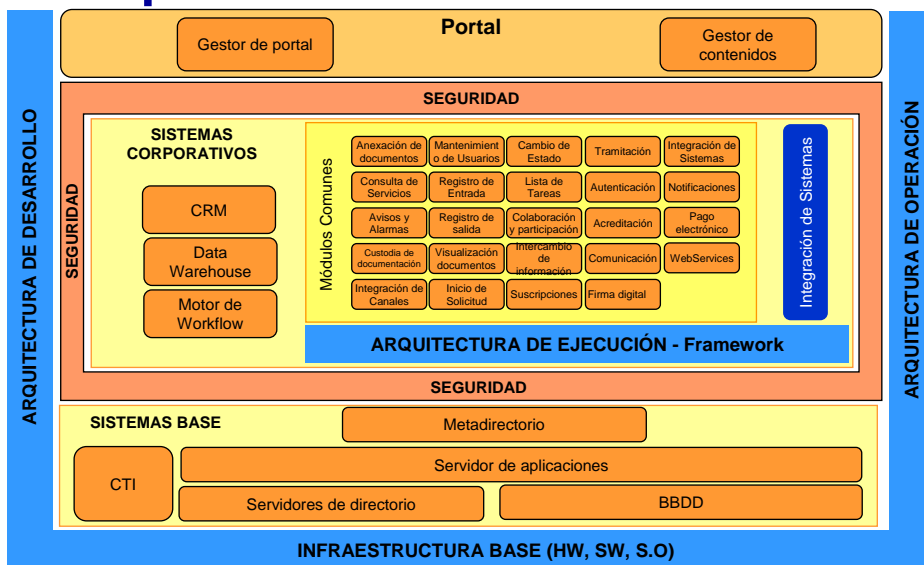 Portal
Gestor de portal
Gestor de
contenidos
ARQUITECTURA DE DESARROLLO
ARQUITECTURA DE OPERACIÓN
SEGURIDAD
SEGURIDAD
SISTEMAS
CORPORATIVOS
CRM
Data
Warehouse
Motor de
Workflow
Módulos Comunes
Anexación de
documentos
Mantenimient
o de Usuarios
Cambio de
Estado
Tramitación
Integración de
Sistemas
Consulta de
Servicios
Registro de
Entrada
Lista de
Tareas
Autenticación
Notificaciones
Avisos y
Alarmas
Registro de
salida
Colaboración
y participación
Acreditación
Pago
electrónico
Custodia de
documentación
Visualización
documentos
Intercambio
de
información
Comunicación
WebServices
Integración de
Canales
Inicio de
Solicitud
Suscripciones
Firma digital
Integración de Sistemas
ARQUITECTURA DE EJECUCIÓN - Framework
SEGURIDAD
SISTEMAS BASE
Metadirectorio
CTI
Servidor de aplicaciones
Servidores de directorio
BBDD
INFRAESTRUCTURA BASE (HW, SW, S.O)